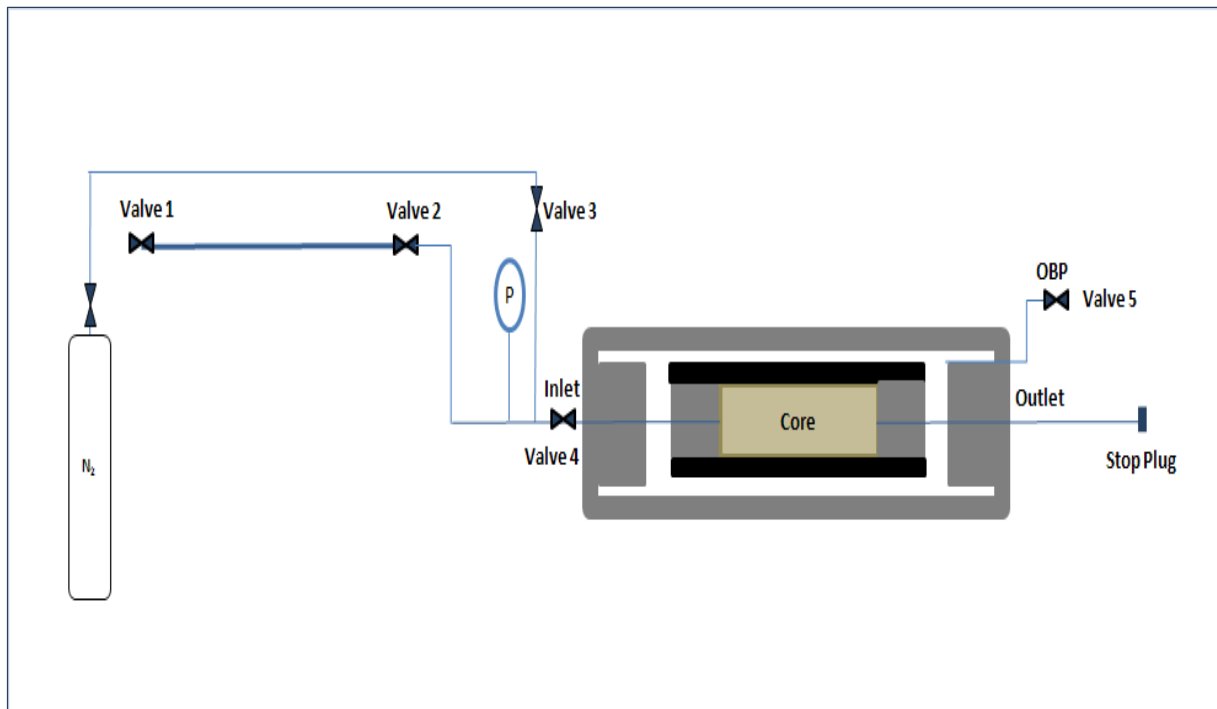 Valve 1
Valve 2
Valve 3
P
OBP
Valve 5
Inlet
Core
Outlet
Valve 4
Stop Plug
N₂